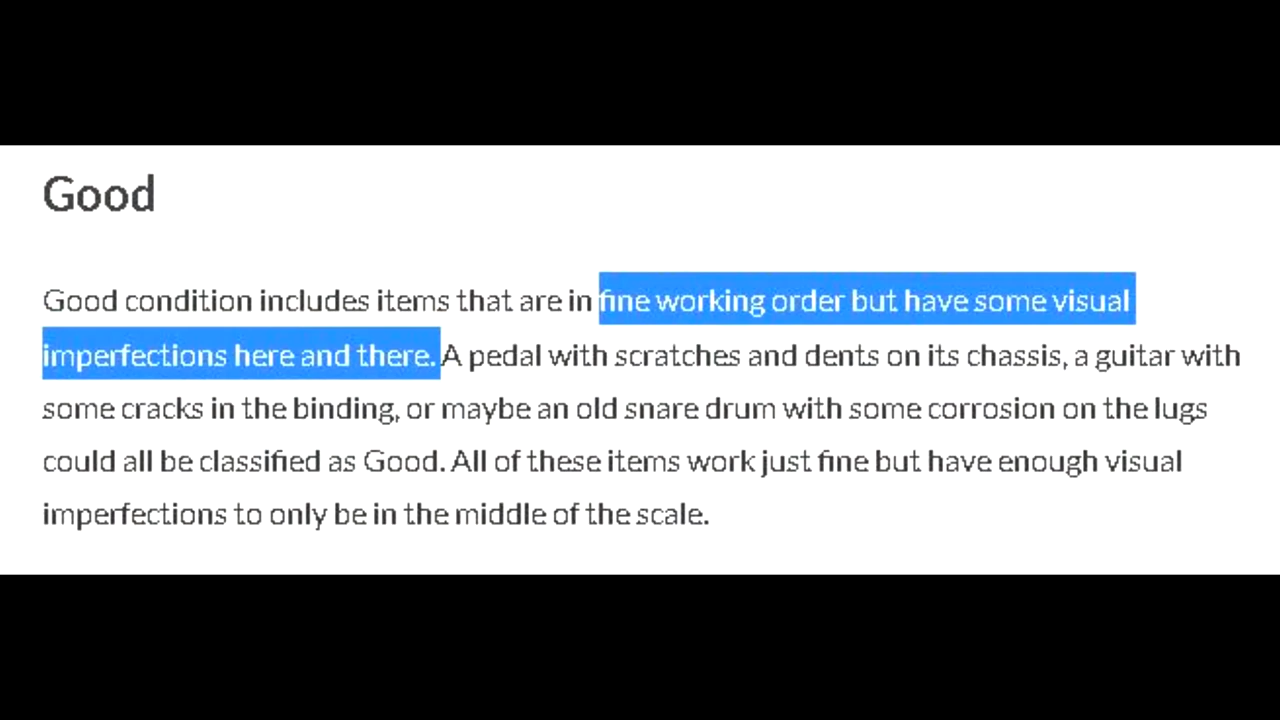 Good
Good condition includes items that are in fine working order but have some visual
imperfections here and there. A pedal with scratches and dents on its chassis, a guitar with
some cracks in the binding, or maybe an old snare drum with some corrosion on the lugs
could all be classified as Good. All of these items work just fine but have enough visual
imperfections to only be in the middle of the scale.